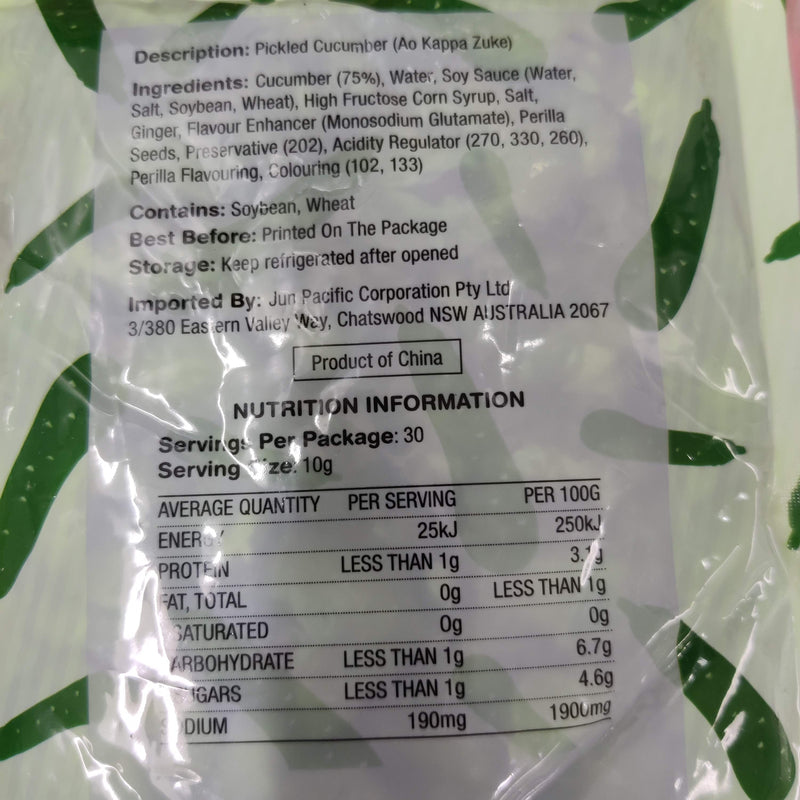 Description: Pickled Cucumber (Ao Kappa Zuke)
Ingredients: Cucumber (75%), Water, Soy Sauce (Water,
Salt, Soybean, Wheat), High Fructose Corn Syrup, Salt,
Ginger, Flavour Enhancer (Monosodium Glutamate), Perilla
Seeds, Preservative (202), Acidity Regulator (270, 330, 260),
Perilla Flavouring, Colouring (102, 133)
Contains: Soybean, Wheat
Best Before: Printed On The Package
Storage: Keep refrigerated after opened
Imported By: Jun Pacific Corporation Pty Ltd
3/380 Eastern Valley Way, Chatswood NSW AUSTRALIA 2067
Product of China
NUTRITION INFORMATION
Servings Per Package: 30
Serving Size: 10g
AVERAGE QUANTITY PER SERVING PER 100G
ENERGY 25kJ 250kJ
PROTEIN LESS THAN 1g 3.1g
FAT, TOTAL 0g LESS THAN 1g
SATURATED 0g 0g
CARBOHYDRATE LESS THAN 1g 6.7g
SUGARS LESS THAN 1g 4.6g
SODIUM 190mg 1900mg